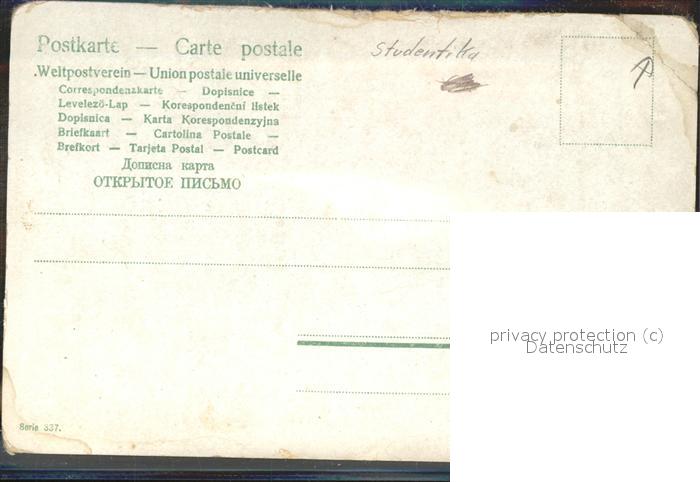 Postkarte — Carte postale
Studentika
Weltpostverein — Union postale universelle
Correspondenzkarte — Dopisnice —
Levelező-Lap — Korespondenční lístek
Dopisnica — Karta Korespondenzyjna
Briefkaart — Cartolina Postale —
Brefkort — Tarjeta Postal — Postcard
Дописна карта
ОТКРЫТОЕ ПИСЬМО
privacy protection (c)
Datenschutz
Serie 337.